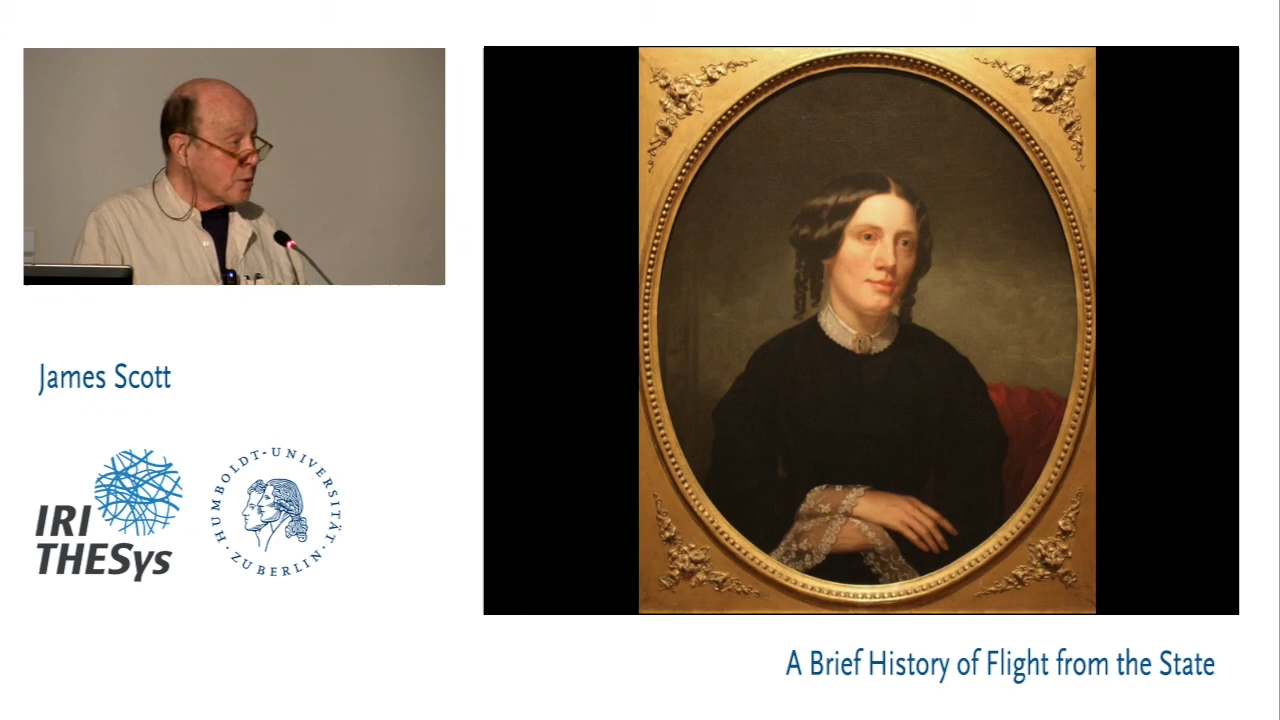 James Scott
IRI
THESys
HUMBOLDT-UNIVERSITÄT
ZU BERLIN
A Brief History of Flight from the State